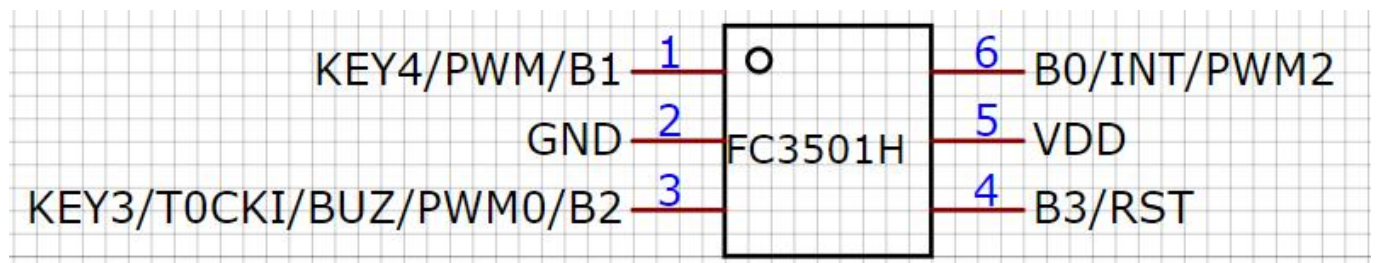 KEY4/PWM/B1 1 6 B0/INT/PWM2
GND 2 FC3501H 5 VDD
KEY3/T0CKI/BUZ/PWM0/B2 3 4 B3/RST